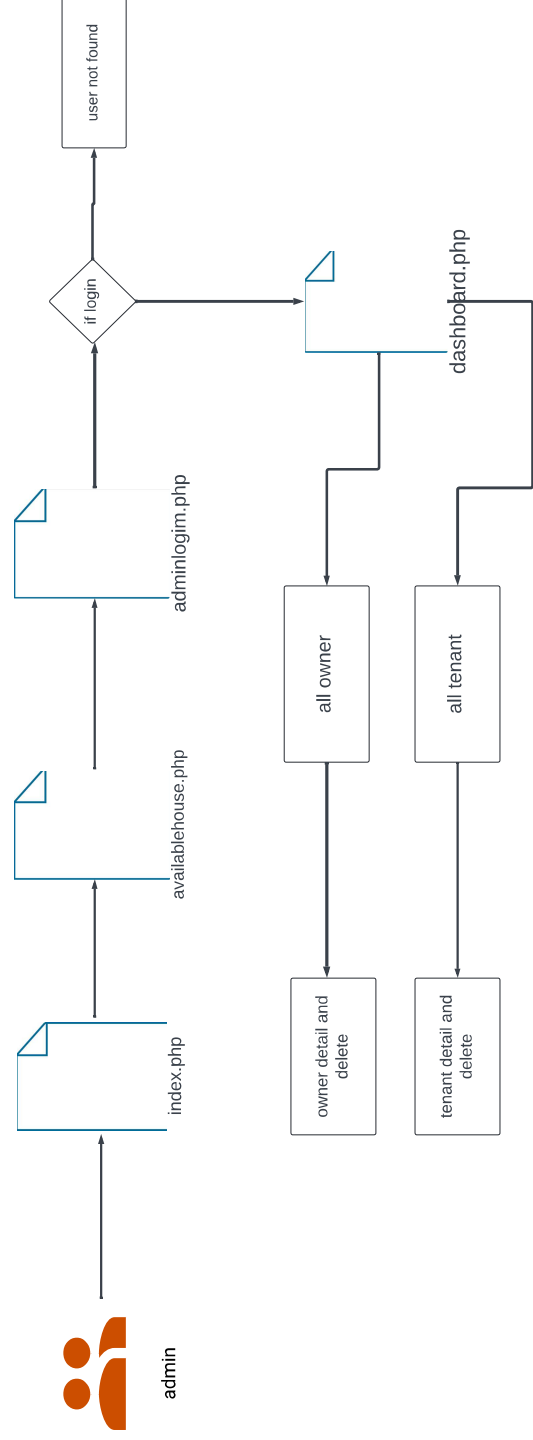 admin
index.php
availablehouse.php
adminlogim.php
if login
user not found
dashboard.php
all owner
owner detail and
delete
all tenant
tenant detail and
delete